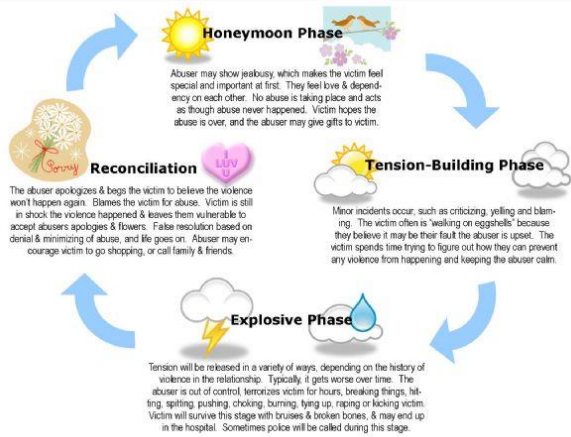 Honeymoon Phase
Abuser may show jealousy, which makes the victim feel
special and important at first. They feel love & depend-
ency on each other. No abuse is taking place and acts
as though abuse never happened. Victim hopes the
abuse is over, and the abuser may give gifts to victim.
Tension-Building Phase
Minor incidents occur, such as criticizing, yelling and blam-
ing. The victim often is "walking on eggshells" because
they believe it may be their fault the abuser is upset. The
victim spends time trying to figure out how they can prevent
any violence from happening and keeping the abuser calm.
Explosive Phase
Tension will be released in a variety of ways, depending on the history of
violence in the relationship. Typically, it gets worse over time. The
abuser is out of control, terrorizes victim for hours, breaking things, hit-
ting, spitting, pushing, choking, burning, tying up, raping or kicking victim.
Victim will survive this stage with bruises & broken bones, & may end up
in the hospital. Sometimes police will be called during this stage.
Sorry
Reconciliation
I
LUV
U
The abuser apologizes & begs the victim to believe the violence
won't happen again. Blames the victim for abuse. Victim is still
in shock the violence happened & leaves them vulnerable to
accept abusers apologies & flowers. False resolution based on
denial & minimizing of abuse, and life goes on. Abuser may en-
courage victim to go shopping, or call family & friends.